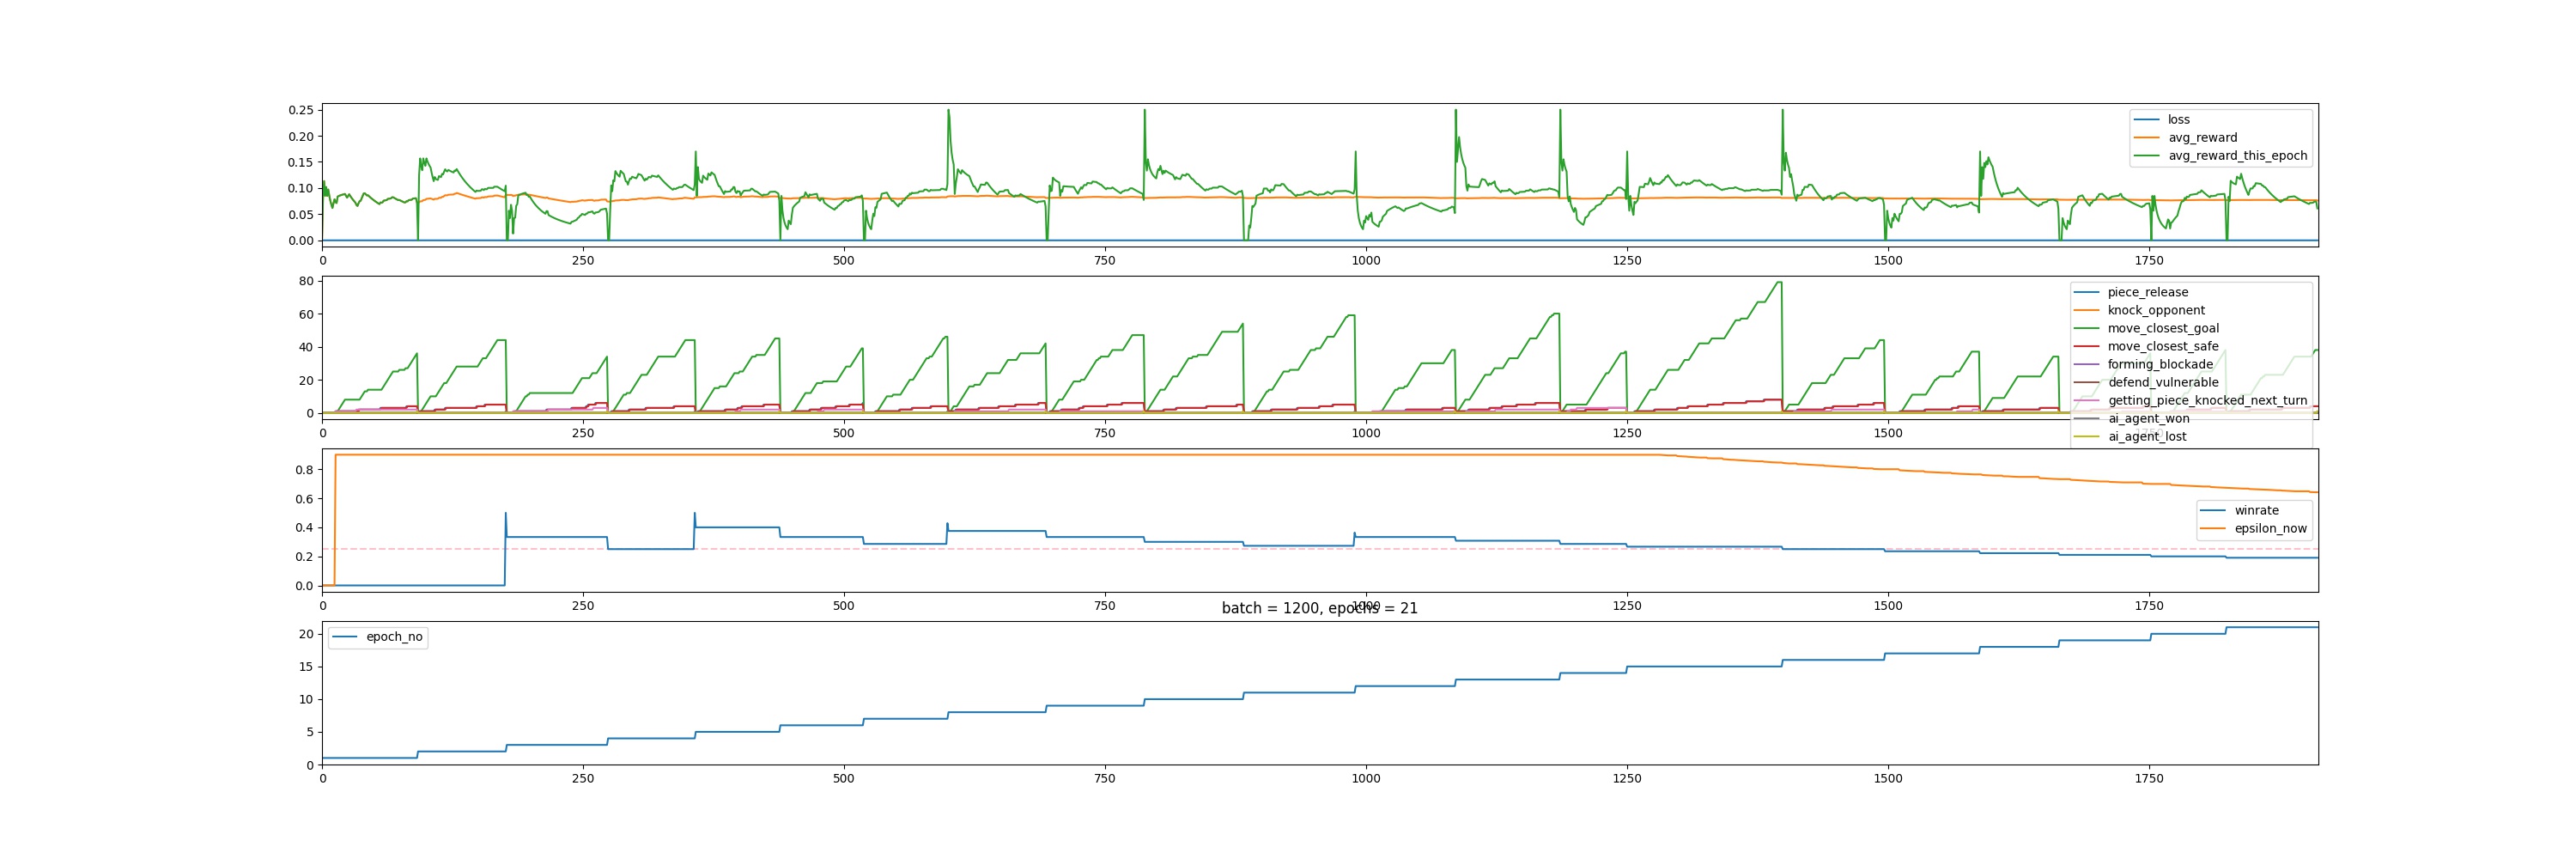 0.25
0.20
0.15
0.10
0.05
0.00
loss
avg_reward
avg_reward_this_epoch
0 250 500 750 1000 1250 1500 1750
80
60
40
20
0
piece_release
knock_opponent
move_closest_goal
move_closest_safe
forming_blockade
defend_vulnerable
getting_piece_knocked_next_turn
ai_agent_won
ai_agent_lost
0 250 500 750 1000 1250 1500 1750
0.8
0.6
0.4
0.2
0.0
winrate
epsilon_now
0 250 500 750 1000 1250 1500 1750
batch = 1200, epochs = 21
20
15
10
5
0
epoch_no
0 250 500 750 1000 1250 1500 1750